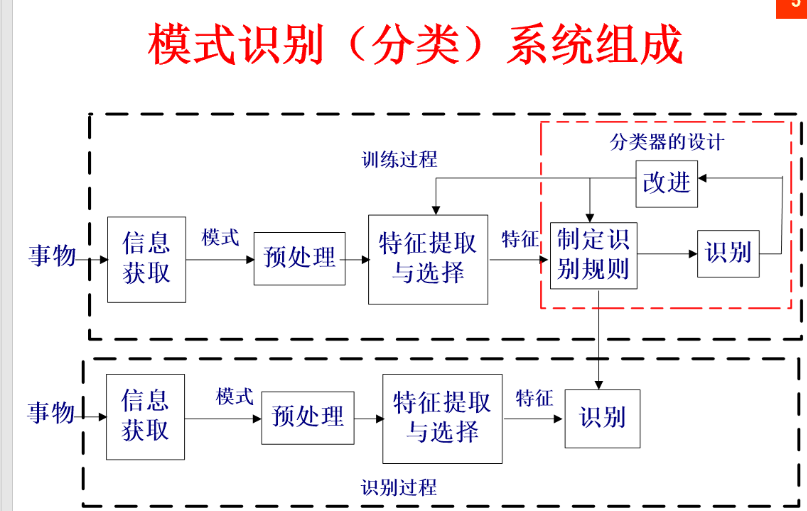 5
模式识别（分类）系统组成
分类器的设计
训练过程
改进
事物
信息
获取
模式
预处理
特征提取
与选择
特征
制定识
别规则
识别
事物
信息
获取
模式
预处理
特征提取
与选择
特征
识别
识别过程